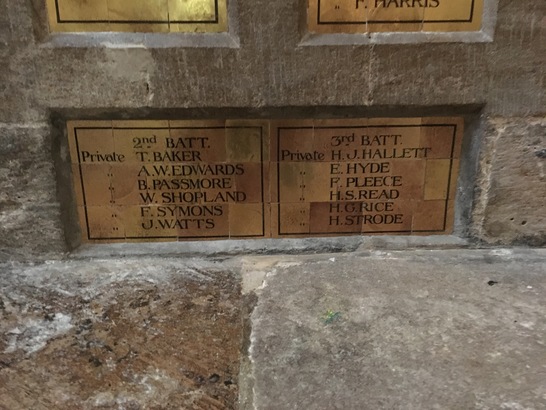 " F. HARRIS
2nd BATT.
Private T. BAKER
" A.W. EDWARDS
" B. PASSMORE
" W. SHOPLAND
" F. SYMONS
" J. WATTS
3rd BATT.
Private H. J. HALLETT
" E. HYDE
" F. PLEECE
" H.S. READ
" H.G. RICE
" H. STRODE